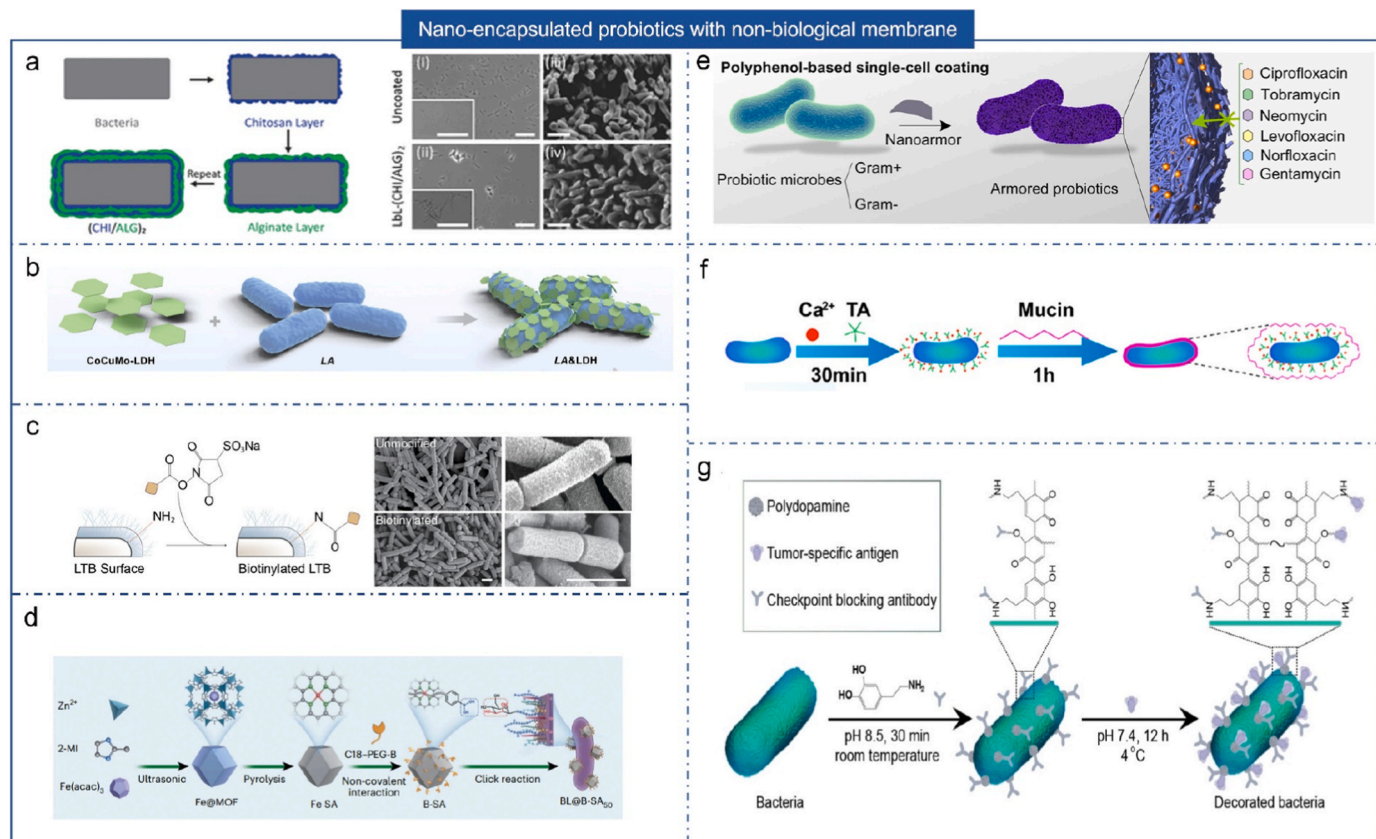 Nano-encapsulated probiotics with non-biological membrane
a
Bacteria
Chitosan Layer
Repeat
(CHI/ALG)₂
Alginate Layer
Uncoated
LbL-(CHI/ALG)₂
(i)
(iii)
(ii)
(iv)
b
CoCuMo-LDH
+
LA
LA&LDH
c
SO₃Na
O
O
N
O
O
NH₂
N
O
LTB Surface
Biotinylated LTB
Unmodified
Biotinylated
d
Zn²⁺
2-MI
Fe(acac)₃
Ultrasonic
Fe@MOF
Pyrolysis
Fe SA
C18-PEG-B
Non-covalent
interaction
B-SA
Click reaction
BL@B-SA₅₀
e
Polyphenol-based single-cell coating
Nanoarmor
Probiotic microbes
Gram+
Gram-
Armored probiotics
Ciprofloxacin
Tobramycin
Neomycin
Levofloxacin
Norfloxacin
Gentamycin
f
Ca²⁺ TA
30min
Mucin
1h
g
Polydopamine
Tumor-specific antigen
Checkpoint blocking antibody
Bacteria
HO
HO
NH₂
pH 8.5, 30 min
room temperature
pH 7.4, 12 h
4°C
Decorated bacteria